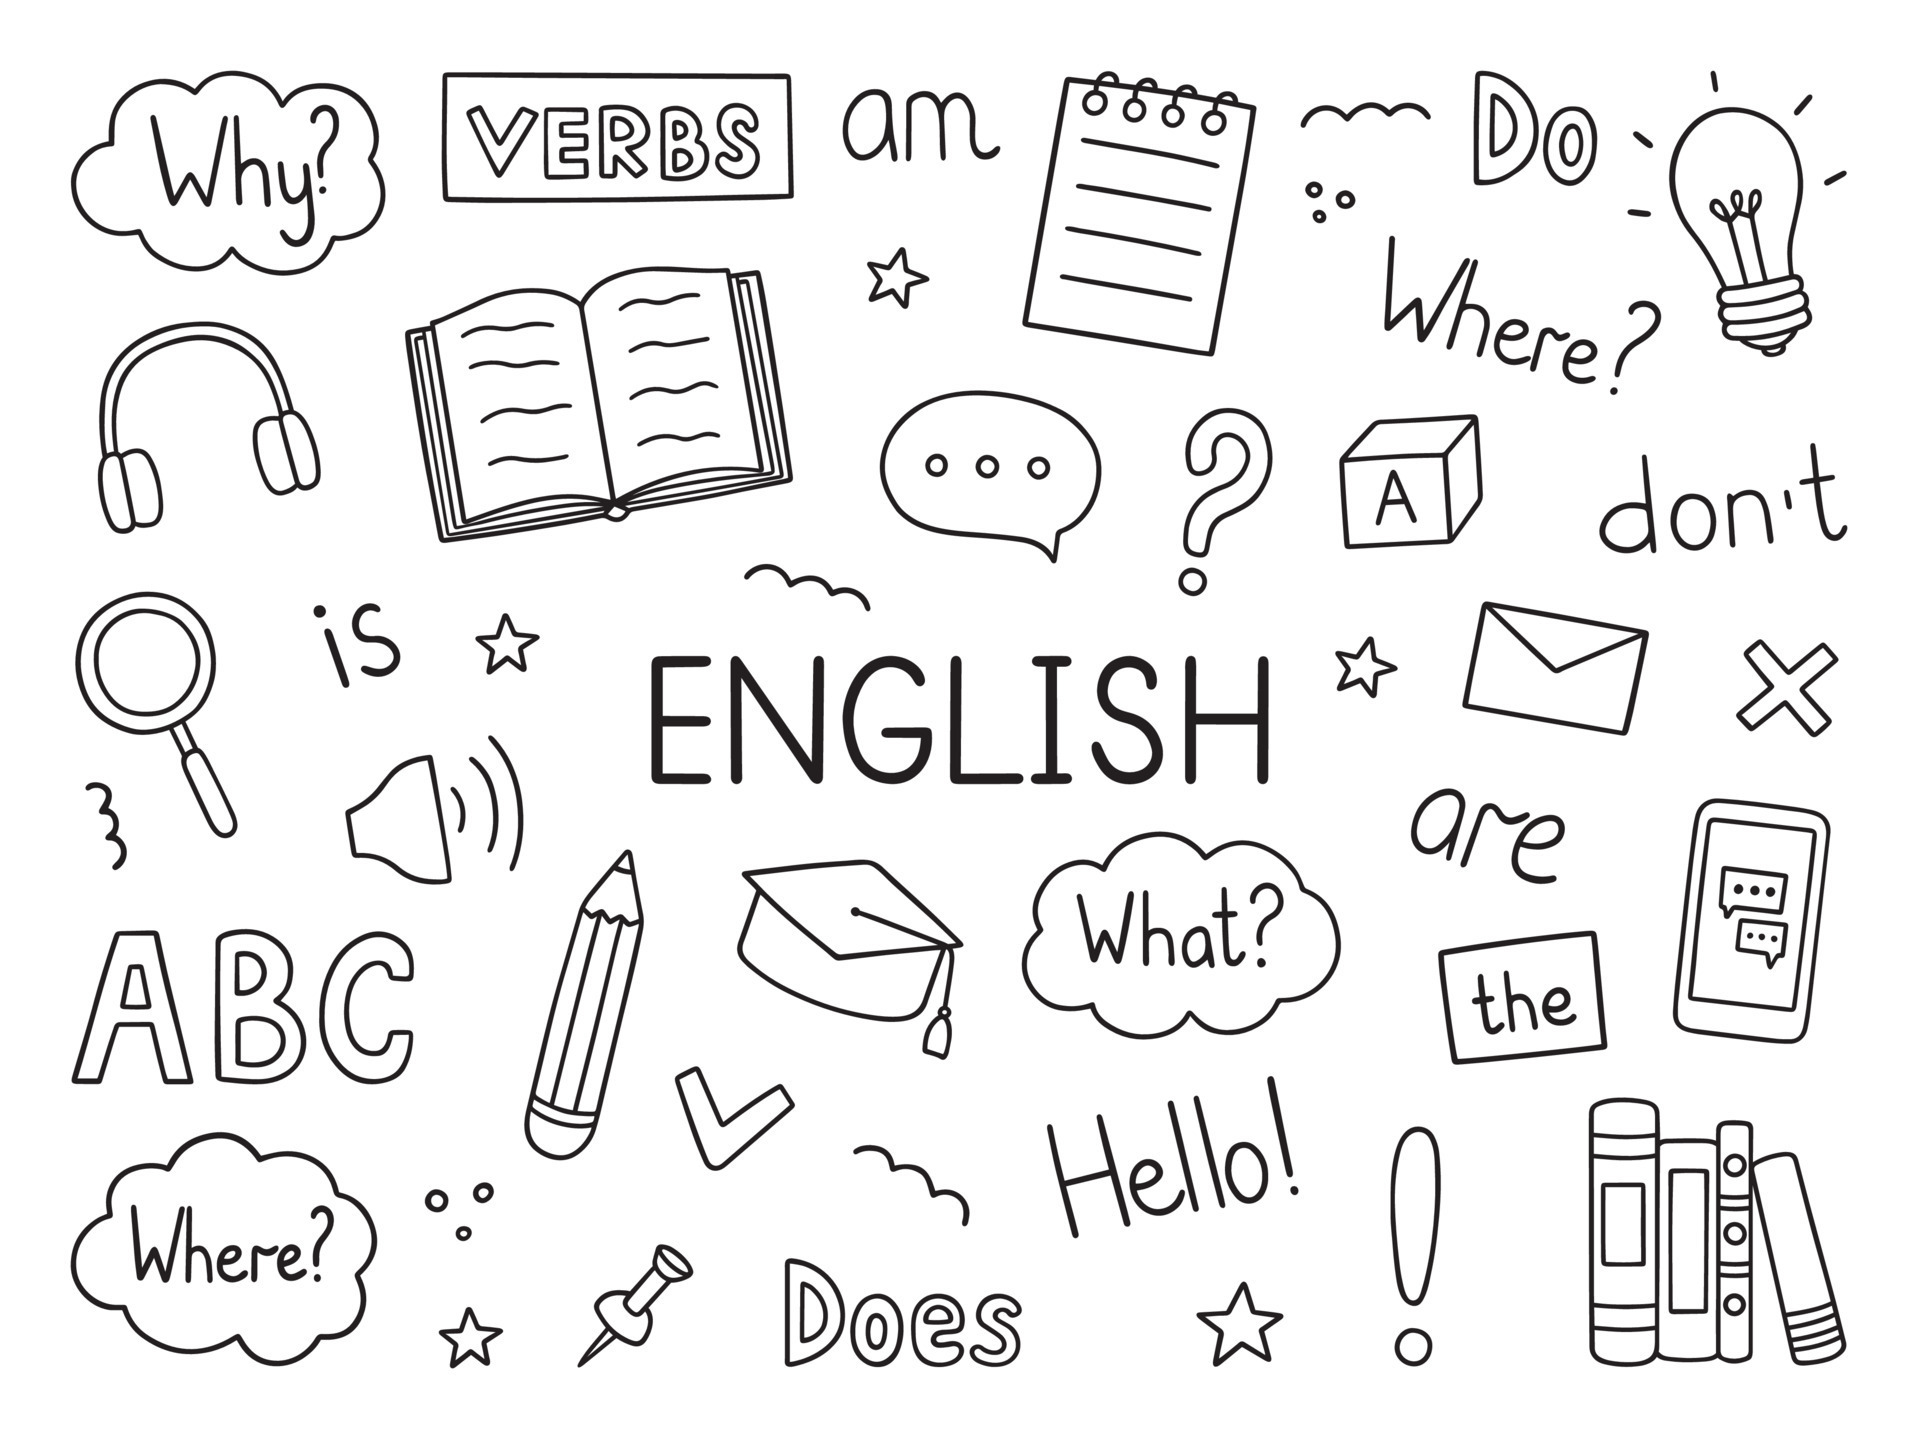 Why?
VERBS
am
Do
Where?
A
don't
is
ENGLISH
are
What?
the
ABC
Hello!
Where?
Does